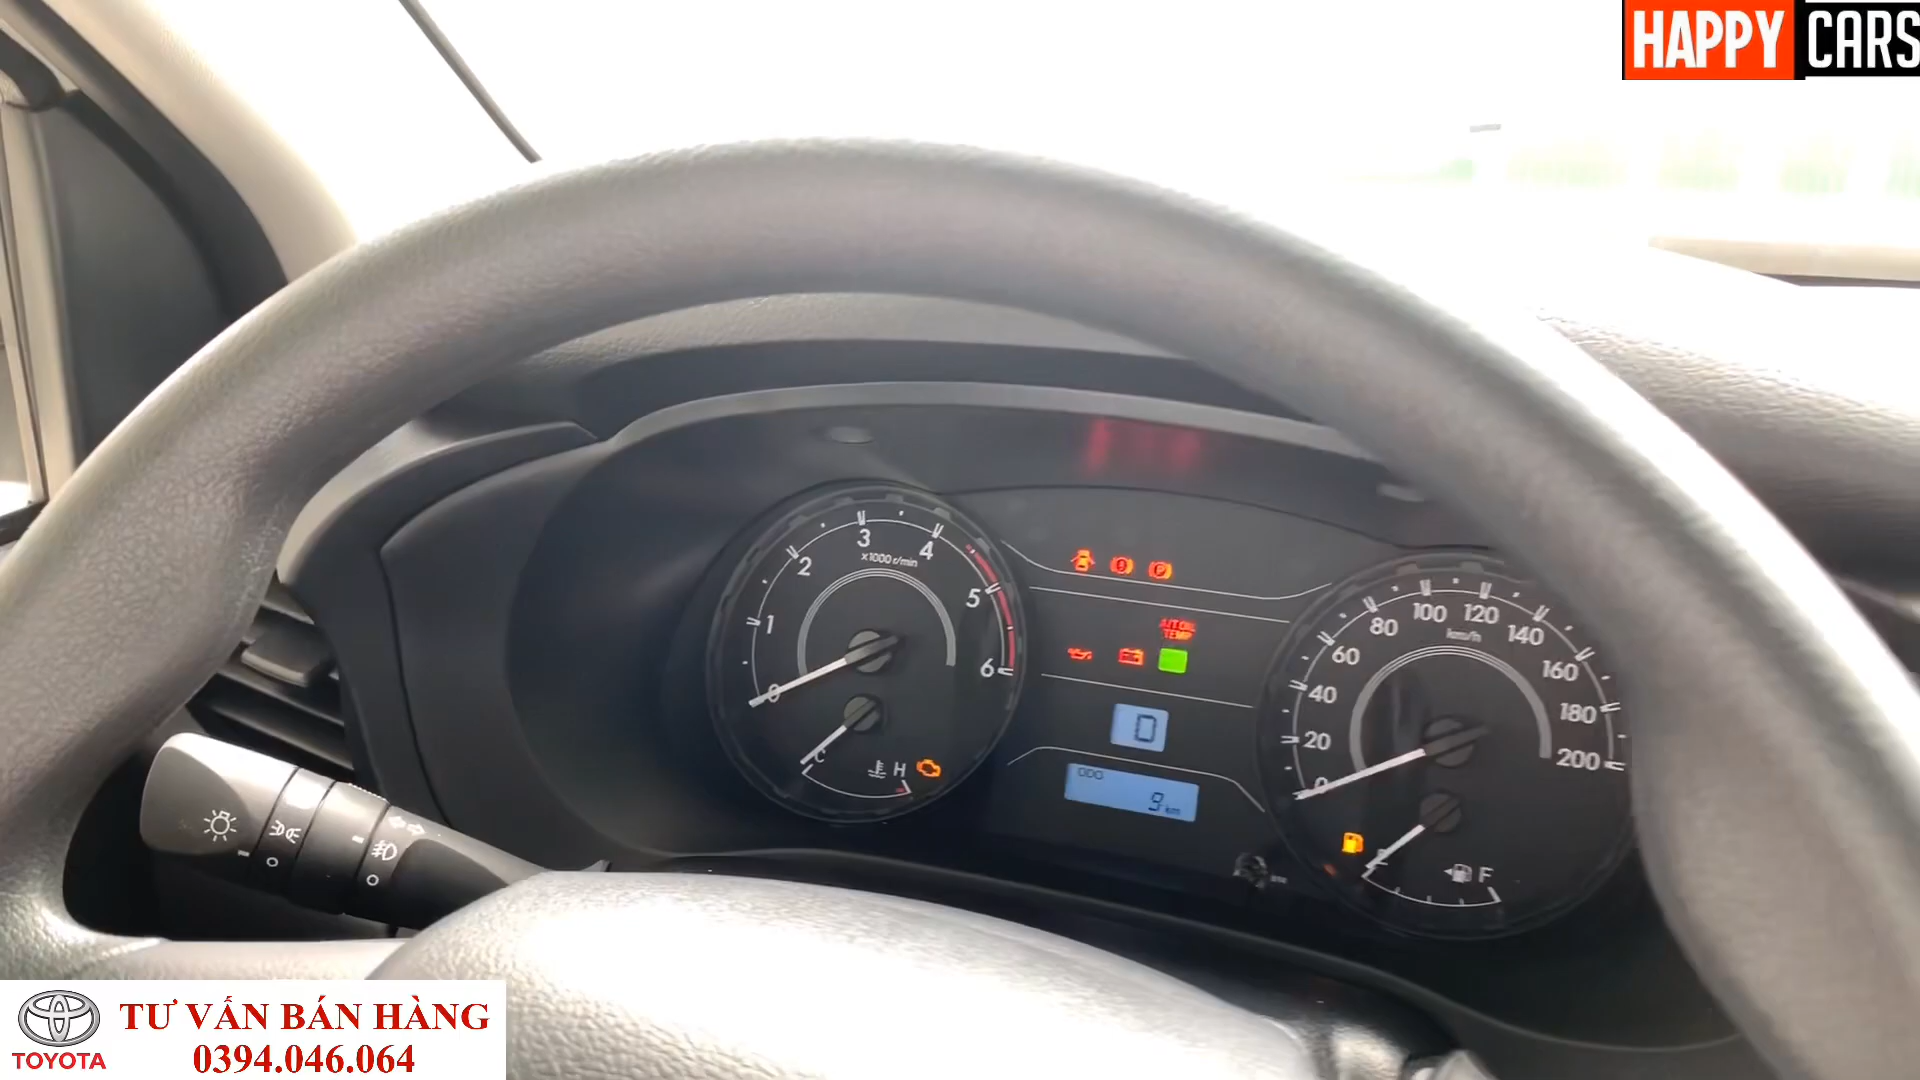 HAPPY CARS
0 1 2 3 4 5 6
x1000 r/min
C H
A/T OIL
TEMP
D
ODO
9 km
0 20 40 60 80 100 120 140 160 180 200
km/h
E F
TOYOTA
TƯ VẤN BÁN HÀNG
0394.046.064